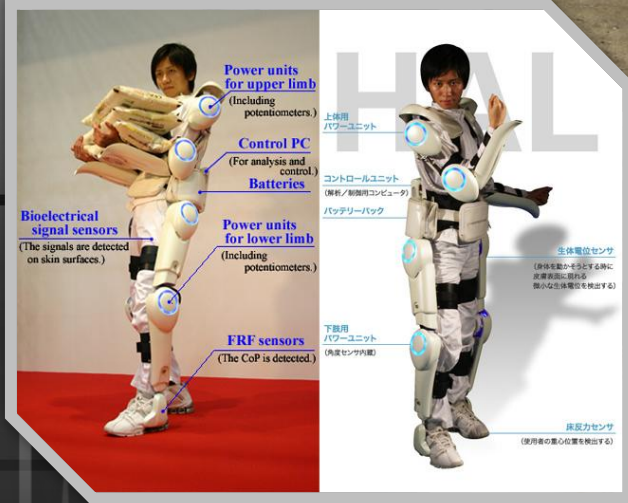 Power units
for upper limb
(Including
potentiometers.)
Control PC
(For analysis and
control.)
Batteries
Bioelectrical
signal sensors
(The signals are detected
on skin surfaces.)
Power units
for lower limb
(Including
potentiometers.)
FRF sensors
(The CoP is detected.)
HAL
上体用
パワーユニット
コントロールユニット
(解析/制御用コンピュータ)
バッテリーパック
生体電位センサ
(身体を動かそうとする時に
皮膚表面に現れる
微小な生体電位を検出する)
下肢用
パワーユニット
(角度センサ内蔵)
床反力センサ
(使用者の重心位置を検出する)